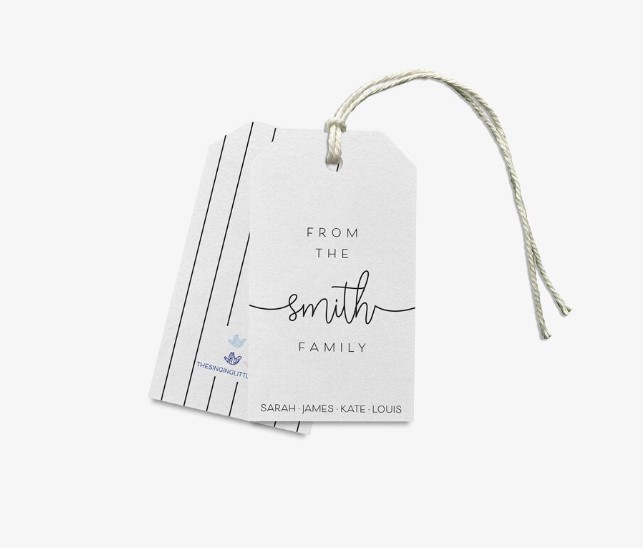 FROM
THE
smith
FAMILY
SARAH · JAMES · KATE · LOUIS